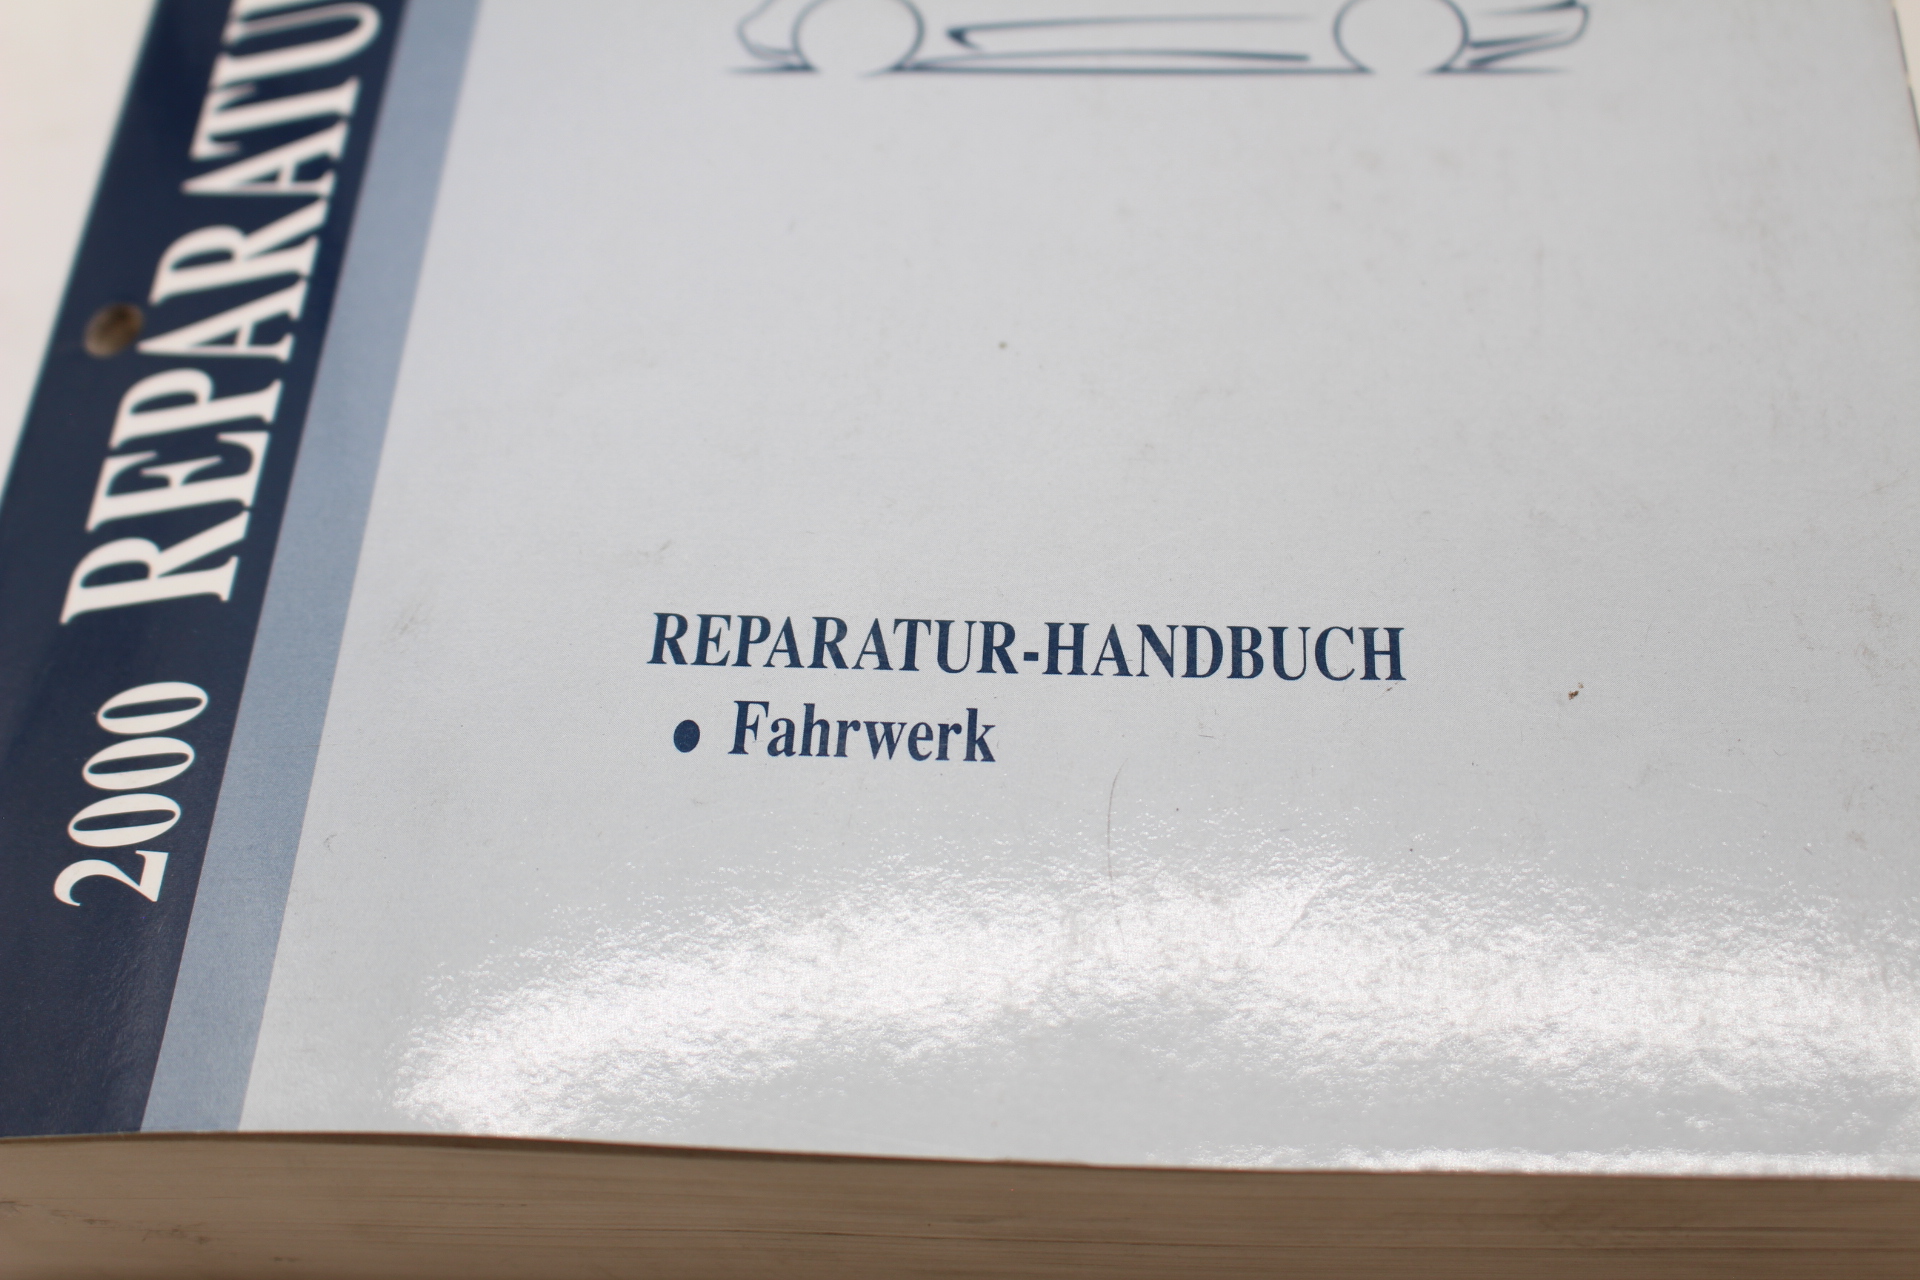 2000 REPARATU
REPARATUR-HANDBUCH
• Fahrwerk